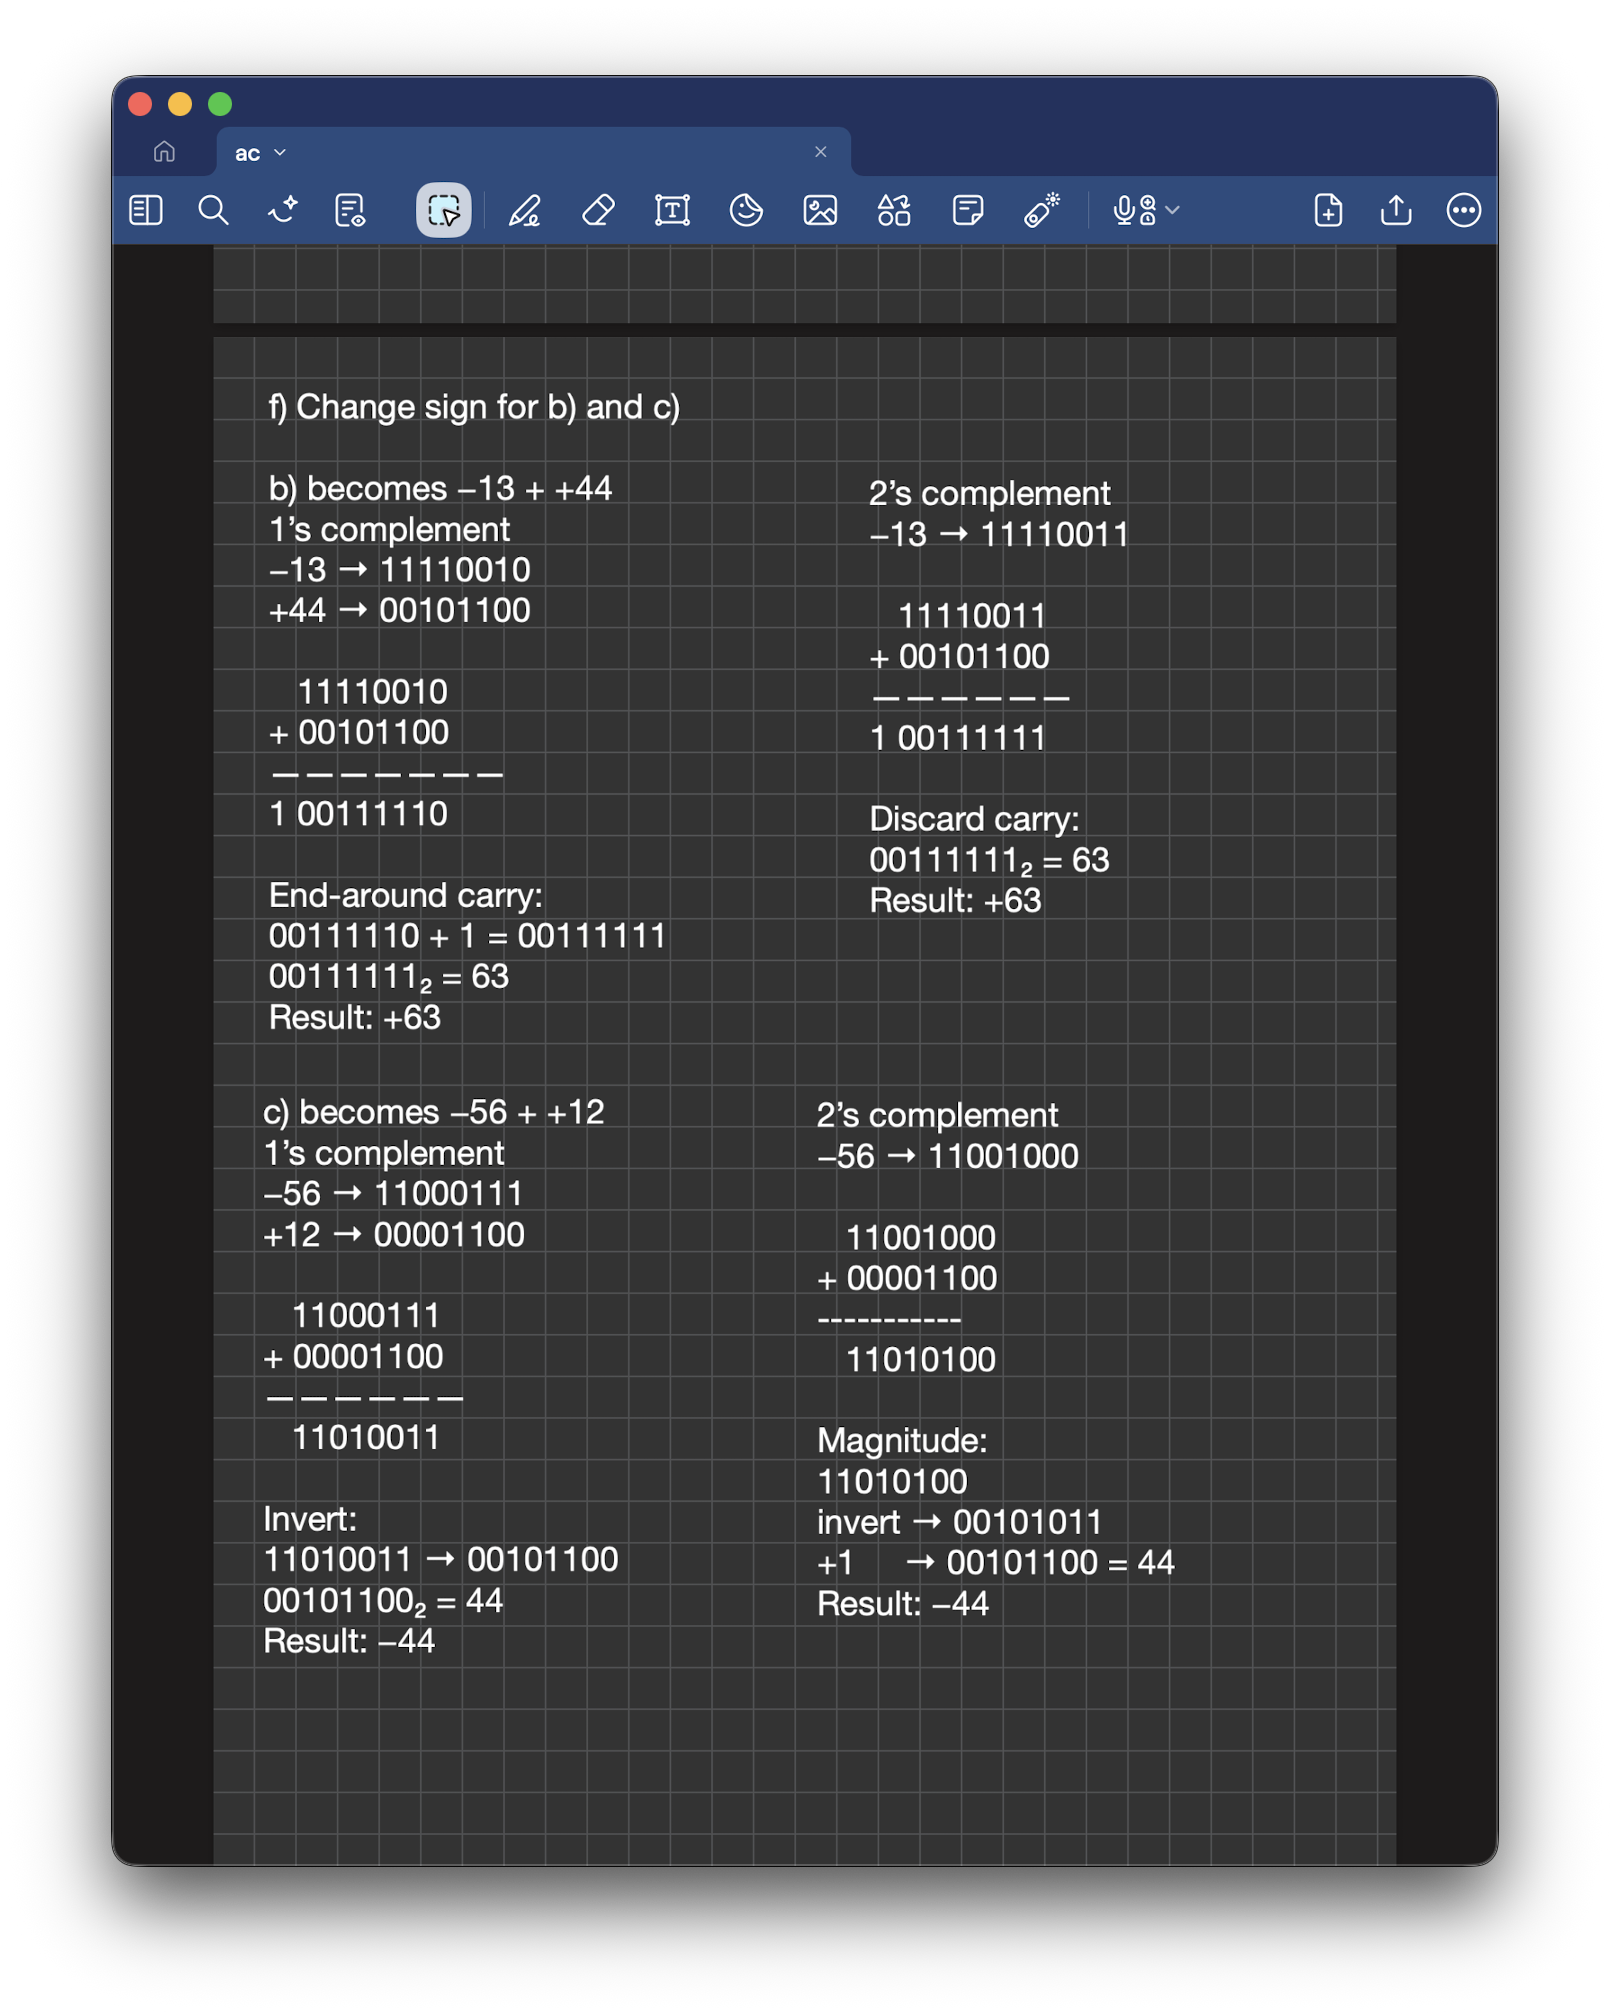 ac
f) Change sign for b) and c)
b) becomes −13 + +44
1’s complement
−13 → 11110010
+44 → 00101100
11110010
+ 00101100
— — — — — — —
1 00111110
End-around carry:
00111110 + 1 = 00111111
00111111₂ = 63
Result: +63
2’s complement
−13 → 11110011
11110011
+ 00101100
— — — — — —
1 00111111
Discard carry:
00111111₂ = 63
Result: +63
c) becomes −56 + +12
1’s complement
−56 → 11000111
+12 → 00001100
11000111
+ 00001100
— — — — — —
11010011
Invert:
11010011 → 00101100
00101100₂ = 44
Result: −44
2’s complement
−56 → 11001000
11001000
+ 00001100
-----------
11010100
Magnitude:
11010100
invert → 00101011
+1 → 00101100 = 44
Result: −44